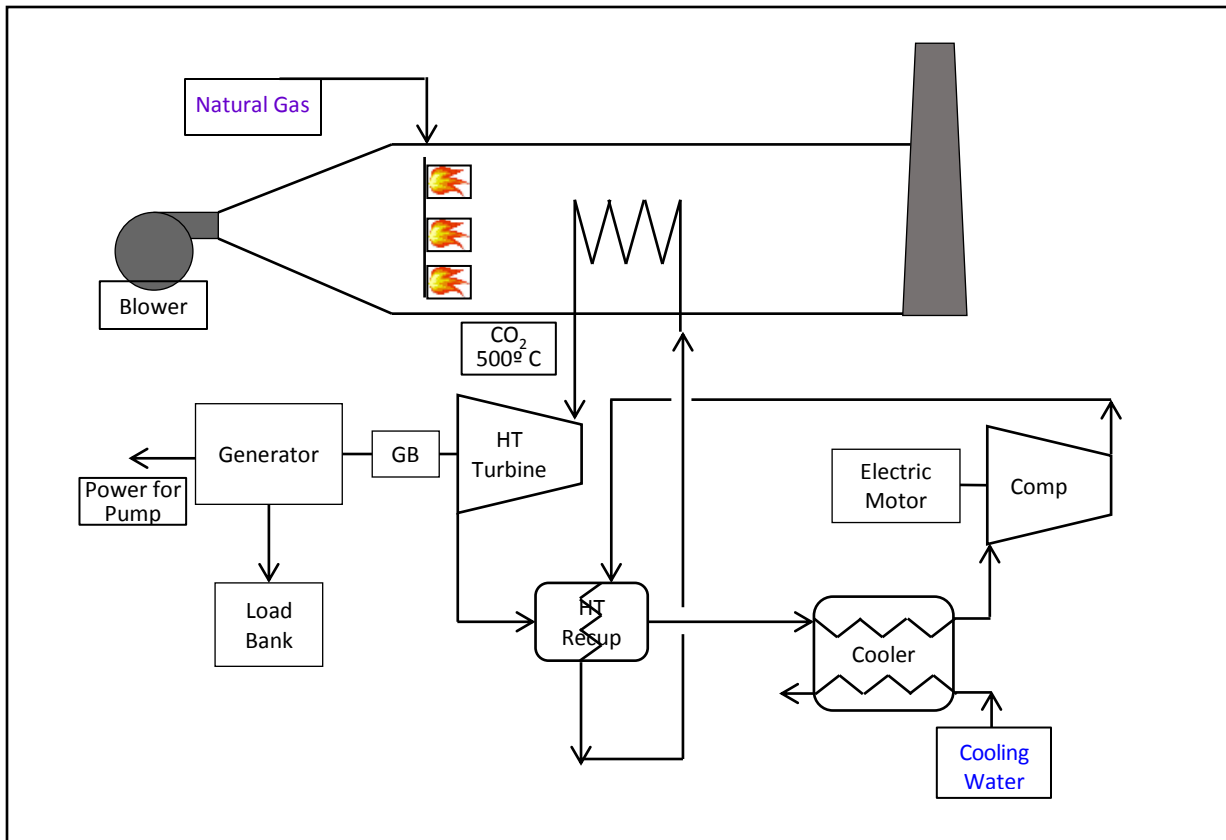 Natural Gas
Blower
CO₂
500º C
Generator
GB
HT
Turbine
Electric
Motor
Comp
Power for
Pump
Load
Bank
HT
Recup
Cooler
Cooling
Water